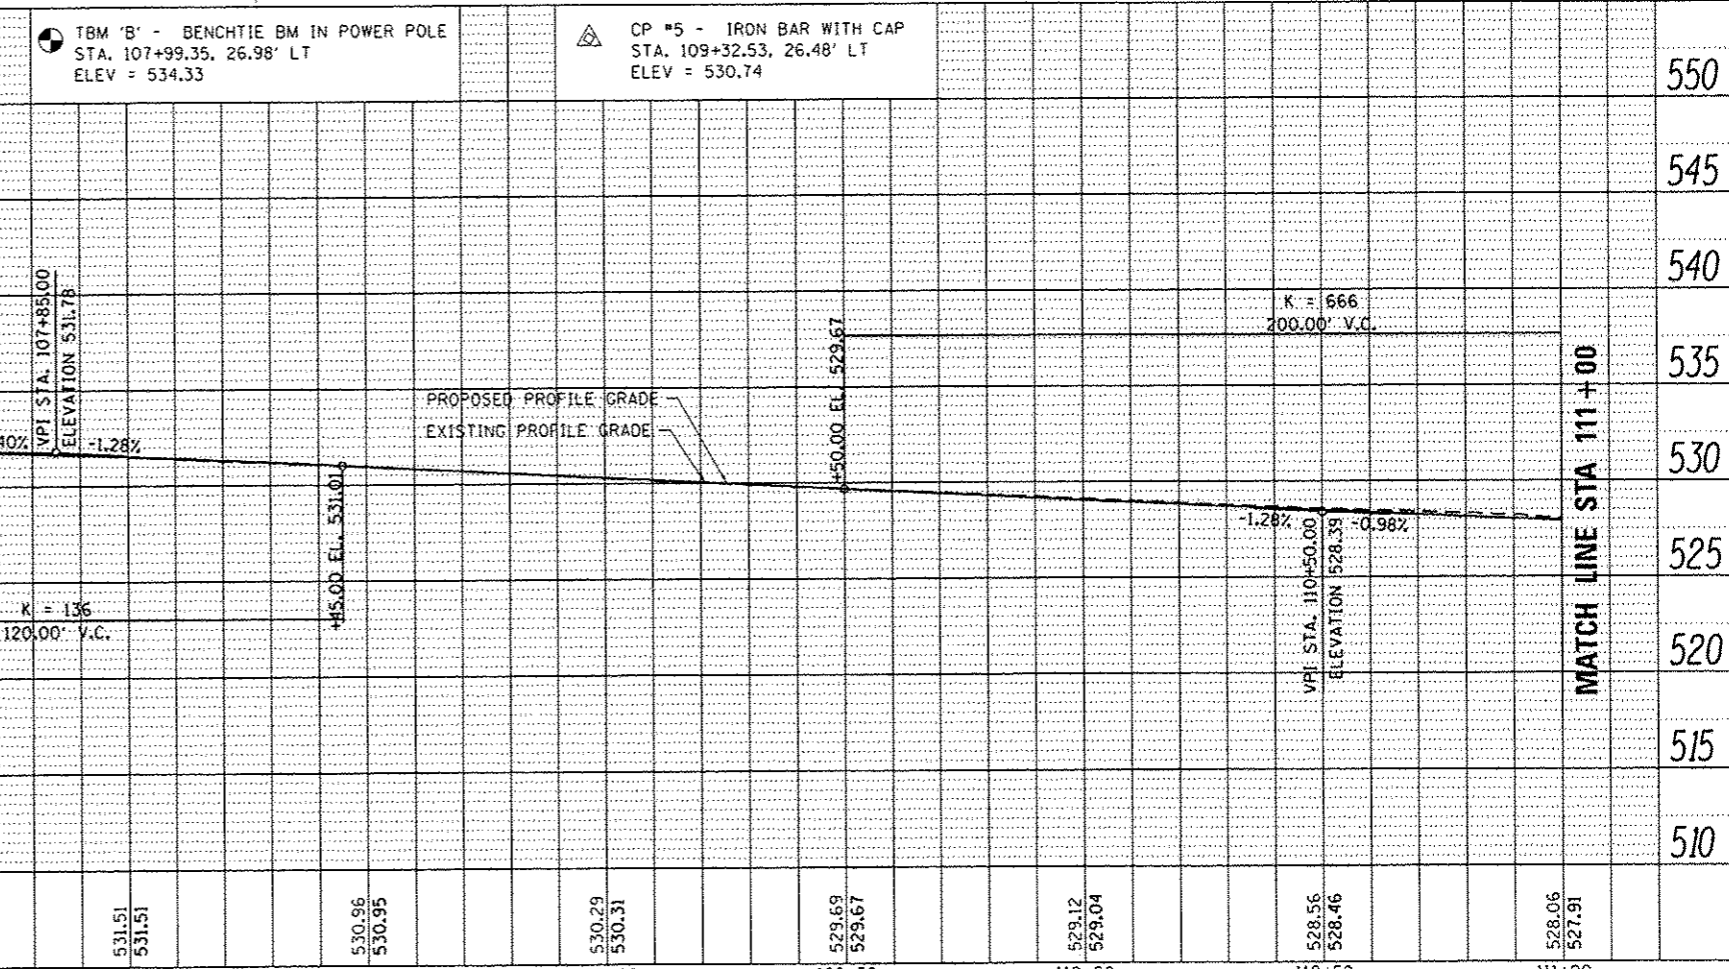 TBM 'B' - BENCHTIE BM IN POWER POLE
STA. 107+99.35, 26.98' LT
ELEV = 534.33
CP #5 - IRON BAR WITH CAP
STA. 109+32.53, 26.48' LT
ELEV = 530.74
550
545
540
535
530
525
520
515
510
VPI STA. 107+85.00
ELEVATION 531.78
40%
-1.28%
K = 136
120.00' V.C.
+45.00 EL. 531.01
PROPOSED PROFILE GRADE
EXISTING PROFILE GRADE
+50.00 EL. 529.67
K = 666
200.00' V.C.
-1.28%
-0.98%
VPI STA. 110+50.00
ELEVATION 528.39
MATCH LINE STA 111+00
531.51
531.51
530.96
530.95
530.29
530.31
529.69
529.67
529.12
529.04
528.56
528.46
528.06
527.91